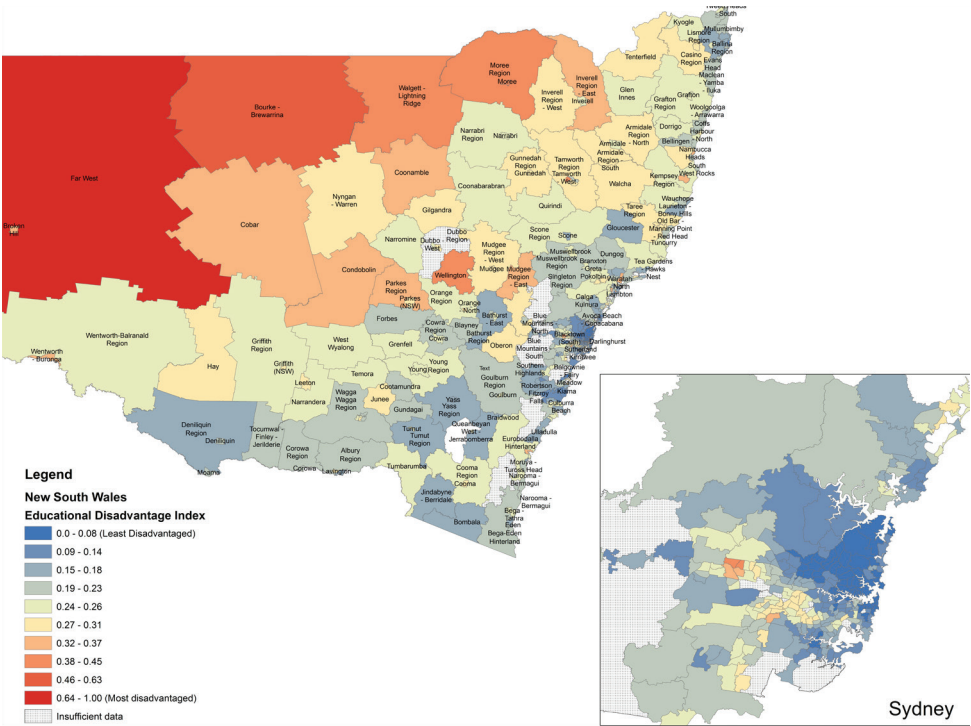 Tweed Heads
- South
Kyogle
Mullumbimby
Lismore
Region
Ballina
Region
Casino
Region
Evans
Head
Tenterfield
Maclean
- Yamba
- Iluka
Moree
Region
Moree
Walgett -
Lightning
Ridge
Bourke -
Brewarrina
Inverell
Region
- West
Inverell
Region
- East
Inverell
Glen
Innes
Grafton
Grafton
Region
Woolgoolga
- Arrawarra
Coffs
Harbour
- North
Dorrigo
Bellingen
Armidale
Region
- North
Armidale
Armidale
Region -
South
Nambucca
Heads
South
West Rocks
Narrabri
Region
Narrabri
Far West
Coonamble
Gunnedah
Region
Gunnedah
Tamworth
Region
Tamworth
- West
Walcha
Kempsey
Region
Coonabarabran
Nyngan
- Warren
Gilgandra
Quirindi
Wauchope
Laurieton -
Bonny Hills
Taree
Region
Old Bar -
Manning Point
- Red Head
Tuncurry
Cobar
Broken
Hill
Narromine
Dubbo
- West
Dubbo
Region
Mudgee
Region
- West
Mudgee
Scone
Region
Scone
Gloucester
Muswellbrook
Muswellbrook
Region
Dungog
Tea Gardens
- Hawks
Nest
Branxton
- Greta
- Pokolbin
Singleton
Region
Condobolin
Wellington
Mudgee
Region -
East
Waratah
- North
Lambton
Parkes
Region
Parkes
(NSW)
Orange
Region
Orange
- North
Calga -
Kulnura
Avoca Beach
- Copacabana
Forbes
Cowra
Region
Cowra
Blayney
Bathurst
Region
Bathurst
- East
Blue
Mountains
- North
Blue
Mountains -
South
Blacktown
(South)
Darlinghurst
Sutherland
- Kirrawee
Wentworth-Balranald
Region
Griffith
Region
West
Wyalong
Grenfell
Oberon
Wentworth
- Buronga
Hay
Griffith
(NSW)
Temora
Young
Region
Young
Text
Goulburn
Region
Goulburn
Southern
Highlands
Balgownie
- Fairy
Meadow
Robertson
- Fitzroy
Falls
Kiama
Culburra
Beach
Leeton
Narrandera
Wagga
Wagga
Region
Junee
Cootamundra
Gundagai
Yass
Yass
Region
Deniliquin
Region
Deniliquin
Tocumwal -
Finley -
Jerilderie
Queanbeyan
West -
Jerrabomberra
Braidwood
Ulladulla
Corowa
Region
Corowa
Albury
Region
Lavington
Tumut
Tumut
Region
Eurobodalla
Hinterland
Moama
Tumbarumba
Cooma
Region
Cooma
Moruya -
Tuross Head
Narooma -
Bermagui
Narooma -
Bermagui
Jindabyne
- Berridale
Bega -
Tathra
Eden
Bombala
Bega-Eden
Hinterland
Legend
New South Wales
Educational Disadvantage Index
0.0 - 0.08 (Least Disadvantaged)
0.09 - 0.14
0.15 - 0.18
0.19 - 0.23
0.24 - 0.26
0.27 - 0.31
0.32 - 0.37
0.38 - 0.45
0.46 - 0.63
0.64 - 1.00 (Most disadvantaged)
Insufficient data
Sydney